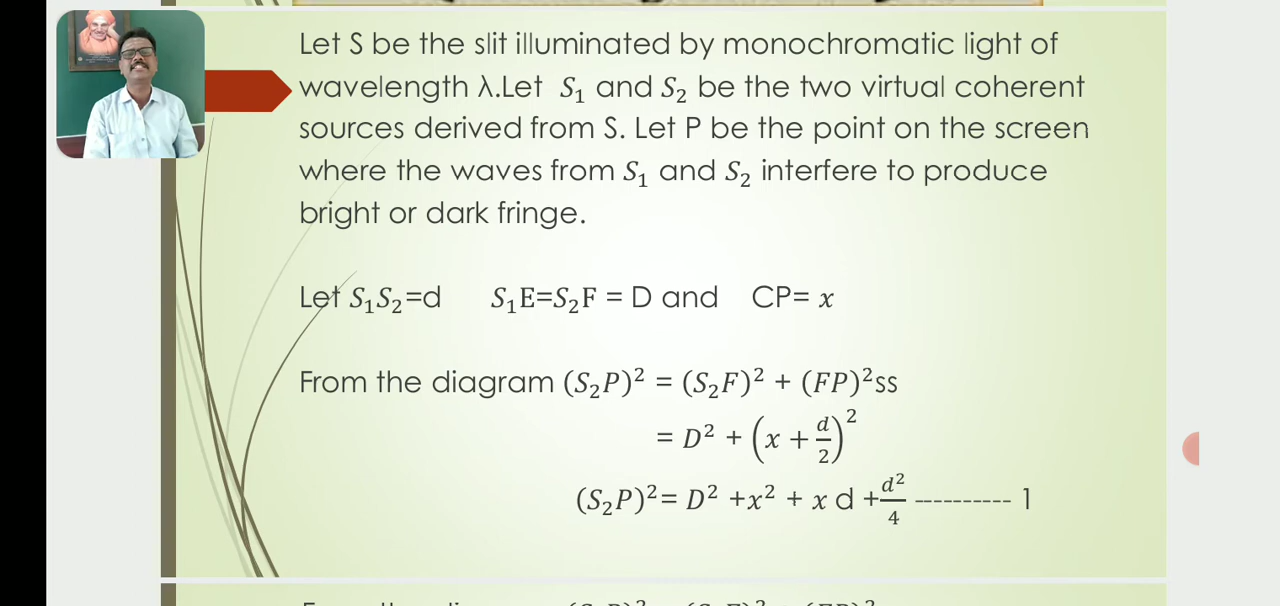 Let S be the slit illuminated by monochromatic light of
wavelength λ.Let S₁ and S₂ be the two virtual coherent
sources derived from S. Let P be the point on the screen
where the waves from S₁ and S₂ interfere to produce
bright or dark fringe.
Let S₁S₂=d S₁E=S₂F = D and CP= x
From the diagram (S₂P)² = (S₂F)² + (FP)²ss
= D² + (x + d/2)²
(S₂P)²= D² +x² + x d +d²/4 ---------- 1